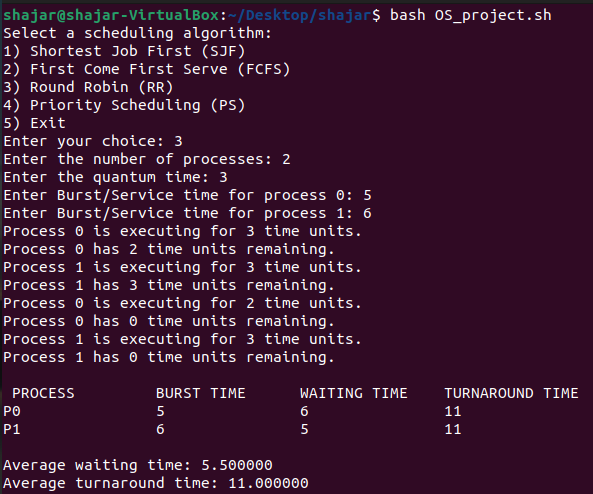 shajar@shajar-VirtualBox:~/Desktop/shajar$ bash OS_project.sh
Select a scheduling algorithm:
1) Shortest Job First (SJF)
2) First Come First Serve (FCFS)
3) Round Robin (RR)
4) Priority Scheduling (PS)
5) Exit
Enter your choice: 3
Enter the number of processes: 2
Enter the quantum time: 3
Enter Burst/Service time for process 0: 5
Enter Burst/Service time for process 1: 6
Process 0 is executing for 3 time units.
Process 0 has 2 time units remaining.
Process 1 is executing for 3 time units.
Process 1 has 3 time units remaining.
Process 0 is executing for 2 time units.
Process 0 has 0 time units remaining.
Process 1 is executing for 3 time units.
Process 1 has 0 time units remaining.
PROCESS BURST TIME WAITING TIME TURNAROUND TIME
P0 5 6 11
P1 6 5 11
Average waiting time: 5.500000
Average turnaround time: 11.000000